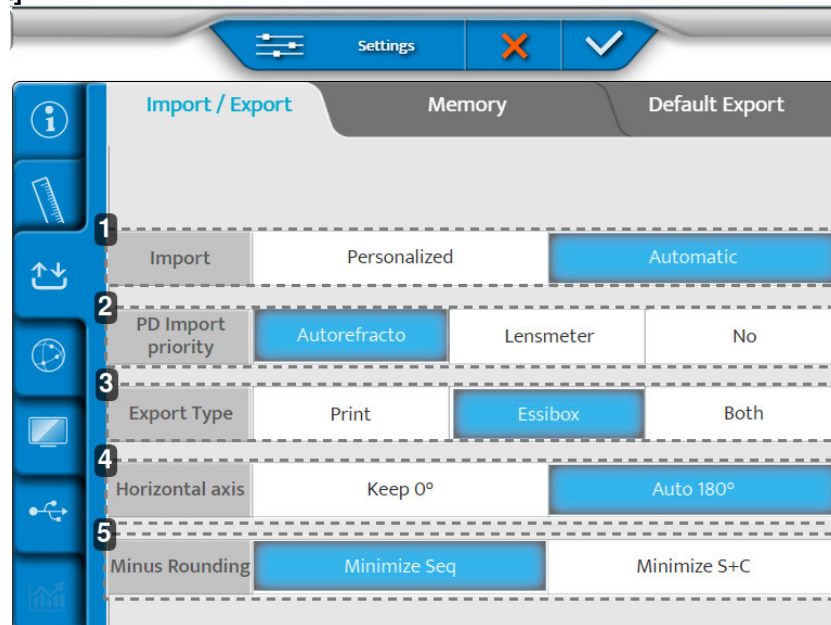 Settings
Import / Export Memory Default Export
1
Import Personalized Automatic
2
PD Import priority Autorefracto Lensmeter No
3
Export Type Print Essibox Both
4
Horizontal axis Keep 0° Auto 180°
5
Minus Rounding Minimize Seq Minimize S+C